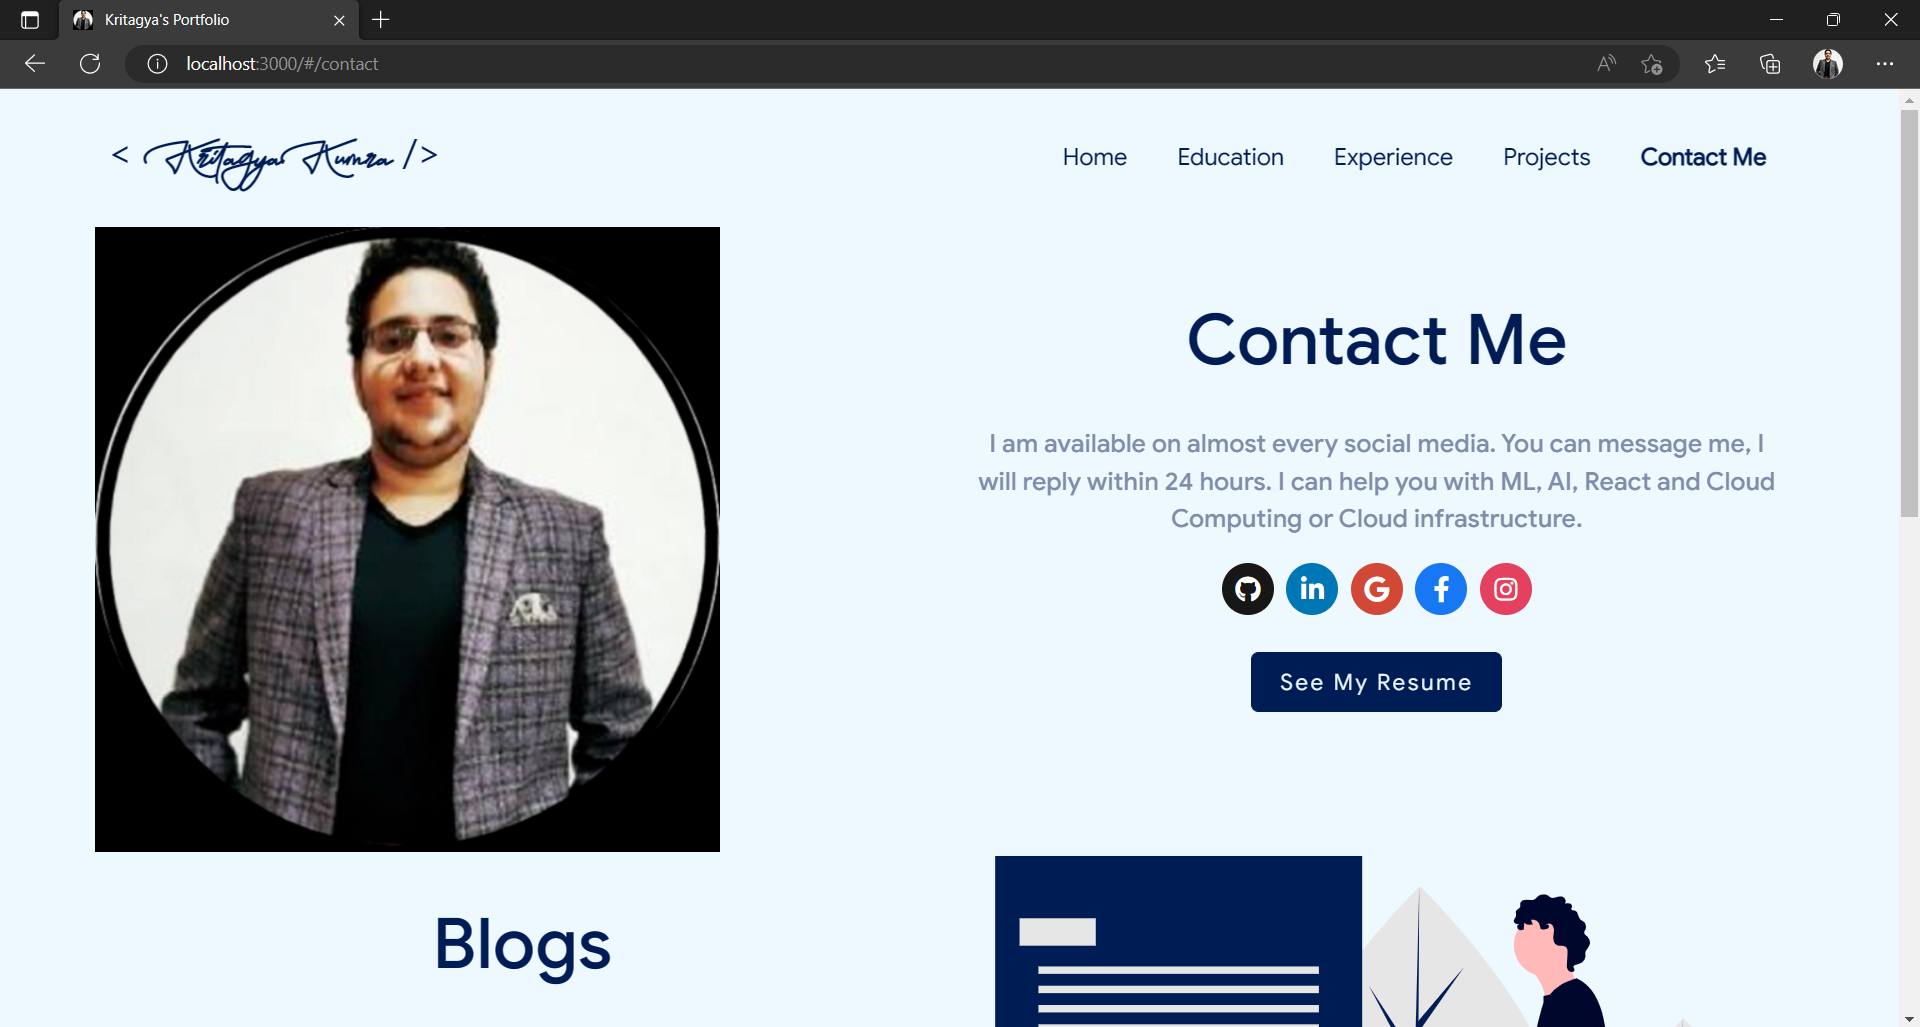 Kritagya's Portfolio
localhost:3000/#/contact
< Kritagya Kumra />
Home Education Experience Projects Contact Me
Contact Me
I am available on almost every social media. You can message me, I
will reply within 24 hours. I can help you with ML, AI, React and Cloud
Computing or Cloud infrastructure.
See My Resume
Blogs